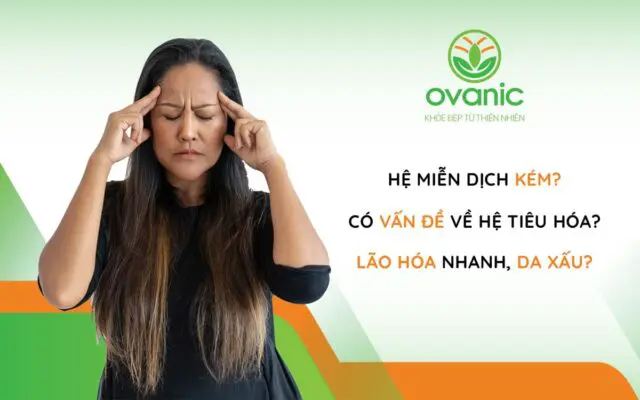 ovanic
KHỎE ĐẸP TỪ THIÊN NHIÊN
HỆ MIỄN DỊCH KÉM?
CÓ VẤN ĐỀ VỀ HỆ TIÊU HÓA?
LÃO HÓA NHANH, DA XẤU?